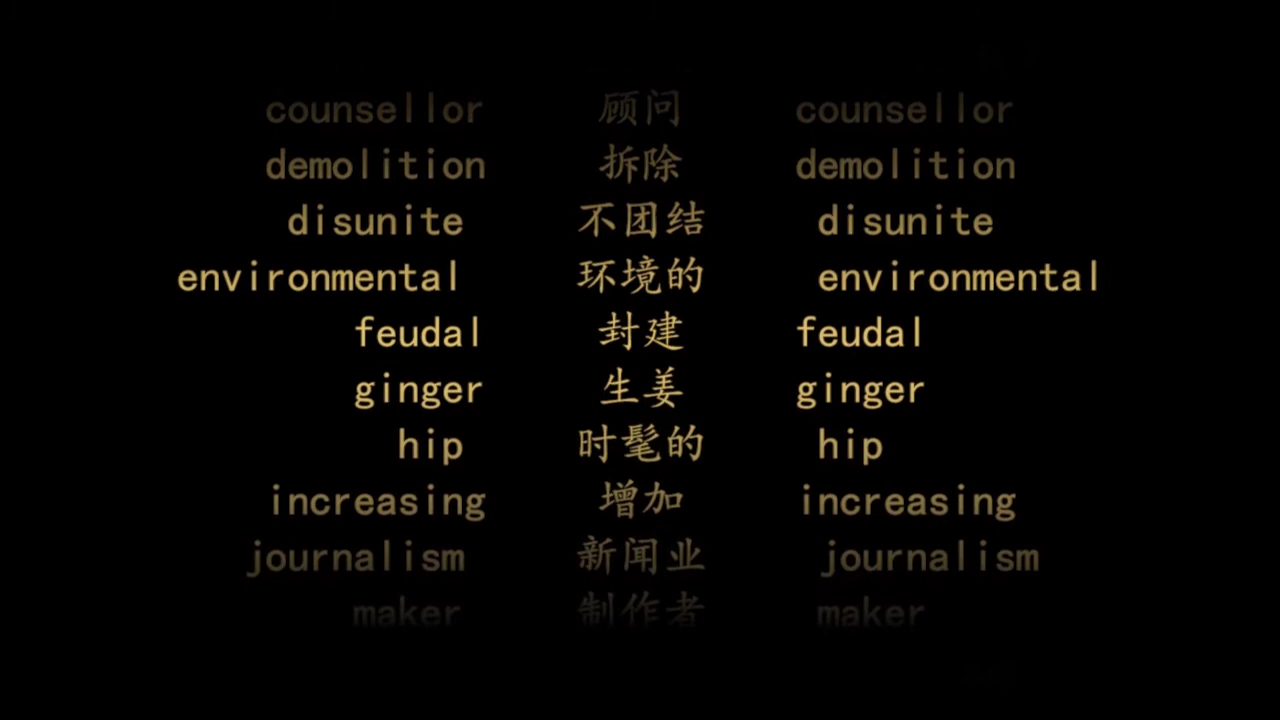 counsellor 顾问 counsellor
demolition 拆除 demolition
disunite 不团结 disunite
environmental 环境的 environmental
feudal 封建 feudal
ginger 生姜 ginger
hip 时髦的 hip
increasing 增加 increasing
journalism 新闻业 journalism
maker 制作者 maker